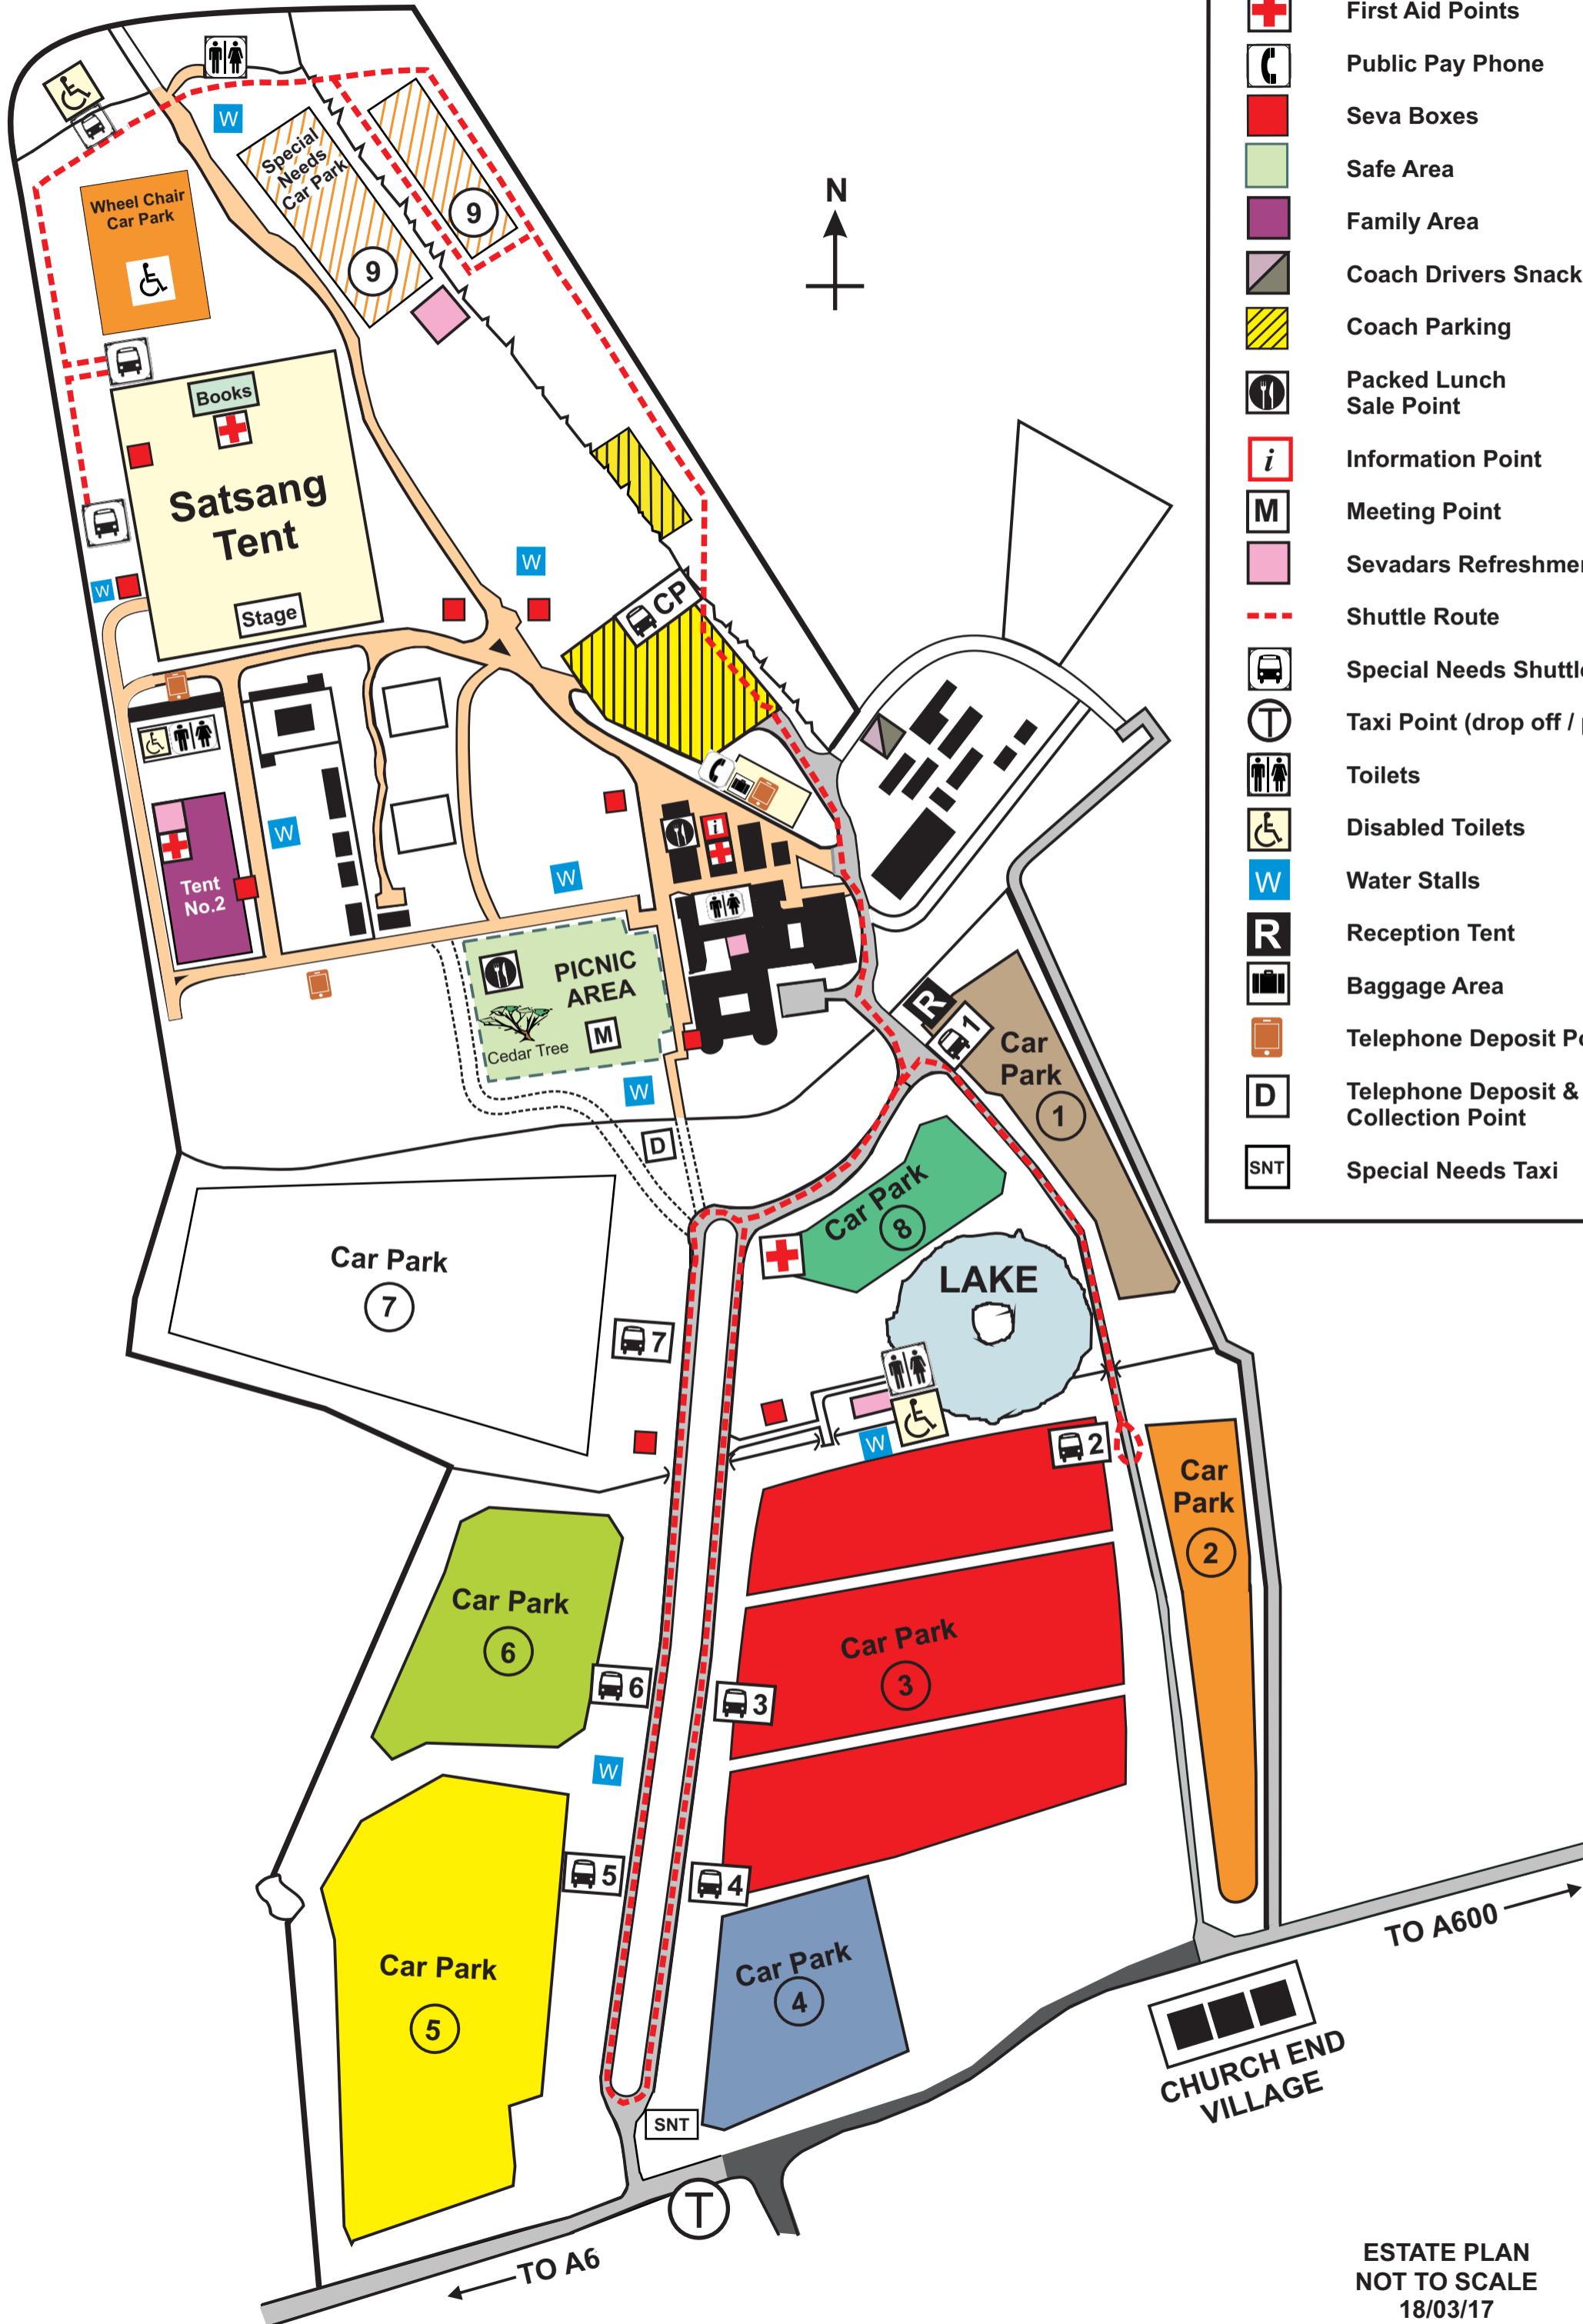 First Aid Points
Public Pay Phone
Seva Boxes
Safe Area
Family Area
Coach Drivers Snack
Coach Parking
Packed Lunch
Sale Point
i
Information Point
M
Meeting Point
Sevadars
Shuttle Route
Special Needs Shuttle
T
Taxi Point (drop off /
Toilets
Disabled Toilets
W
Water Stalls
R
Reception Tent
Baggage Area
Telephone Deposit
D
Telephone Deposit &
Collection Point
SNT
Special Needs Taxi
N
W
Special
Needs
Car Park
9
9
Wheel Chair
Car Park
Books
Satsang
Tent
Stage
W
W
CP
W
Tent
No.2
W
i
PICNIC
AREA
Cedar Tree
M
W
D
R
1
Car
Park
1
Car Park
8
LAKE
Car Park
7
7
W
2
Car
Park
2
Car Park
6
6
Car Park
3
3
W
5
4
Car Park
5
Car Park
4
SNT
T
TO A6
TO A600
CHURCH END
VILLAGE
ESTATE PLAN
NOT TO SCALE
18/03/17